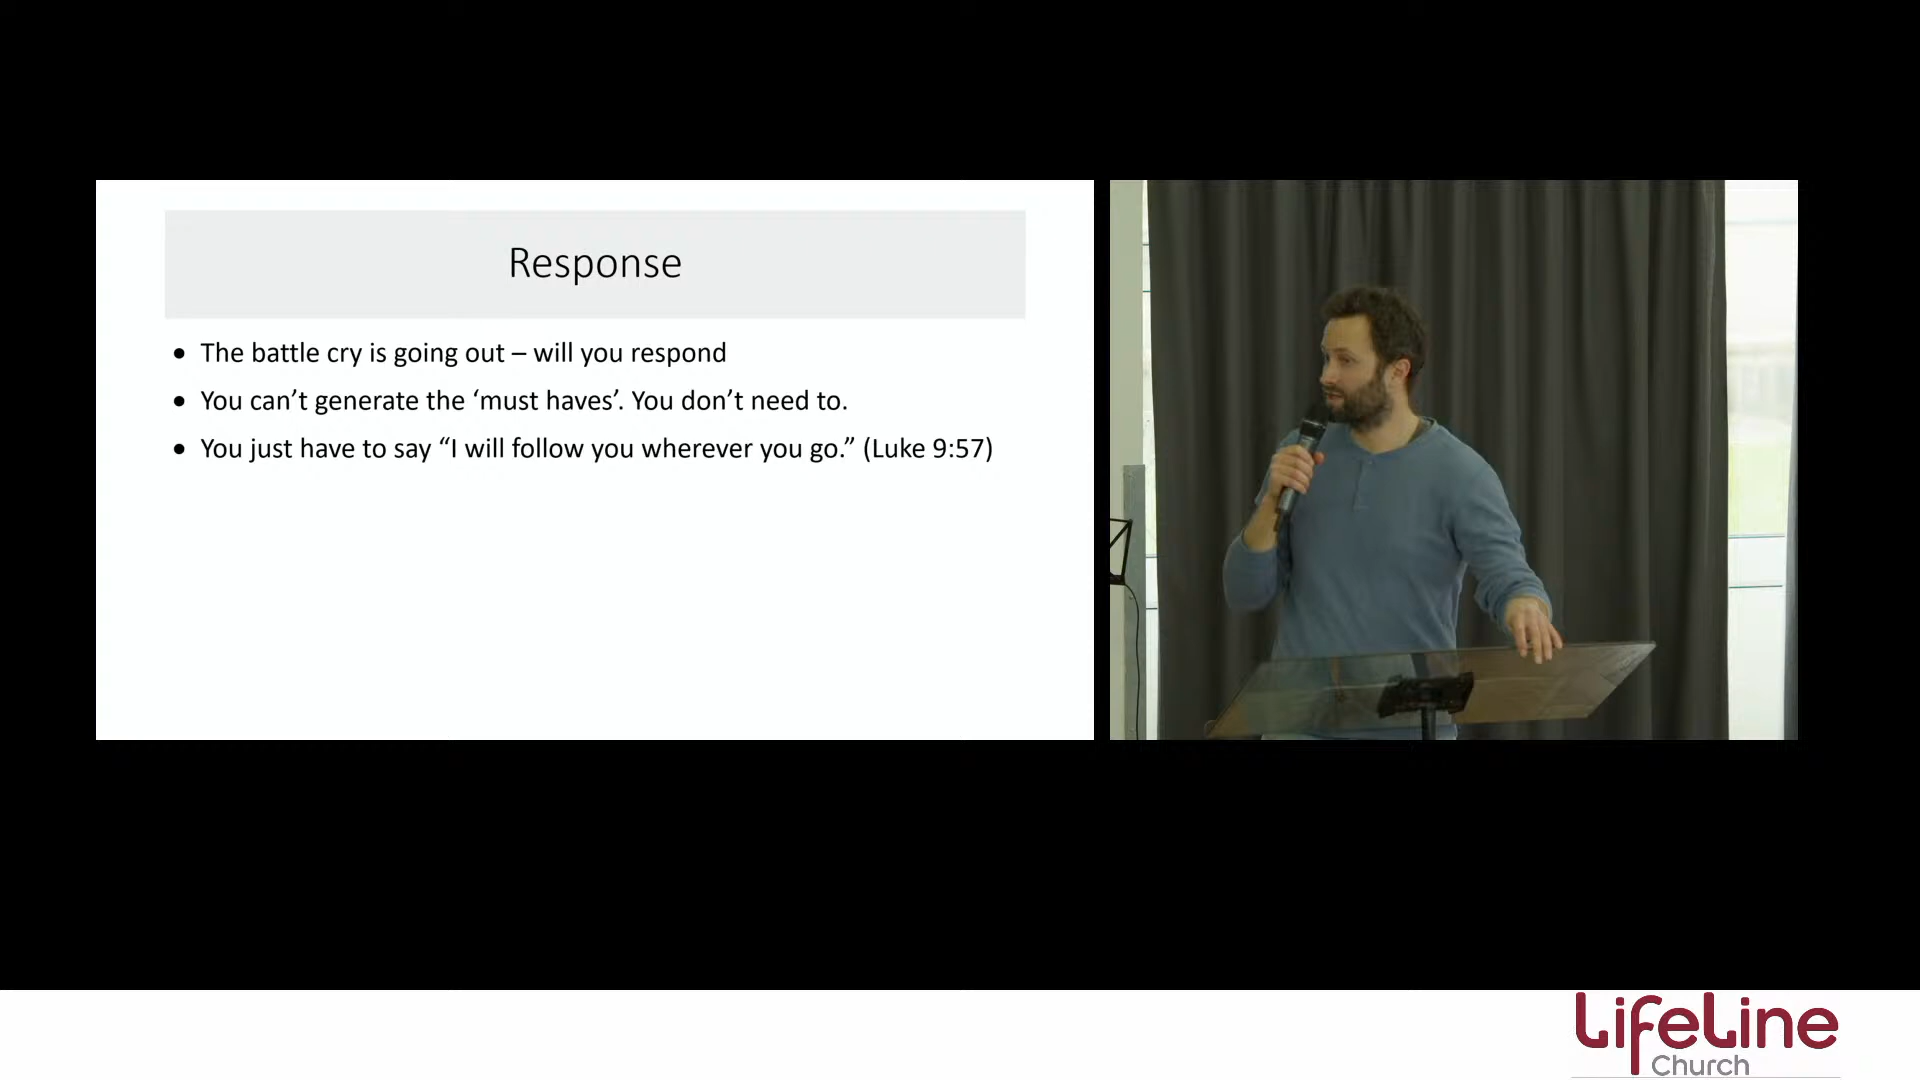 Response
• The battle cry is going out – will you respond
• You can’t generate the ‘must haves’. You don’t need to.
• You just have to say “I will follow you wherever you go.” (Luke 9:57)
LifeLine
Church